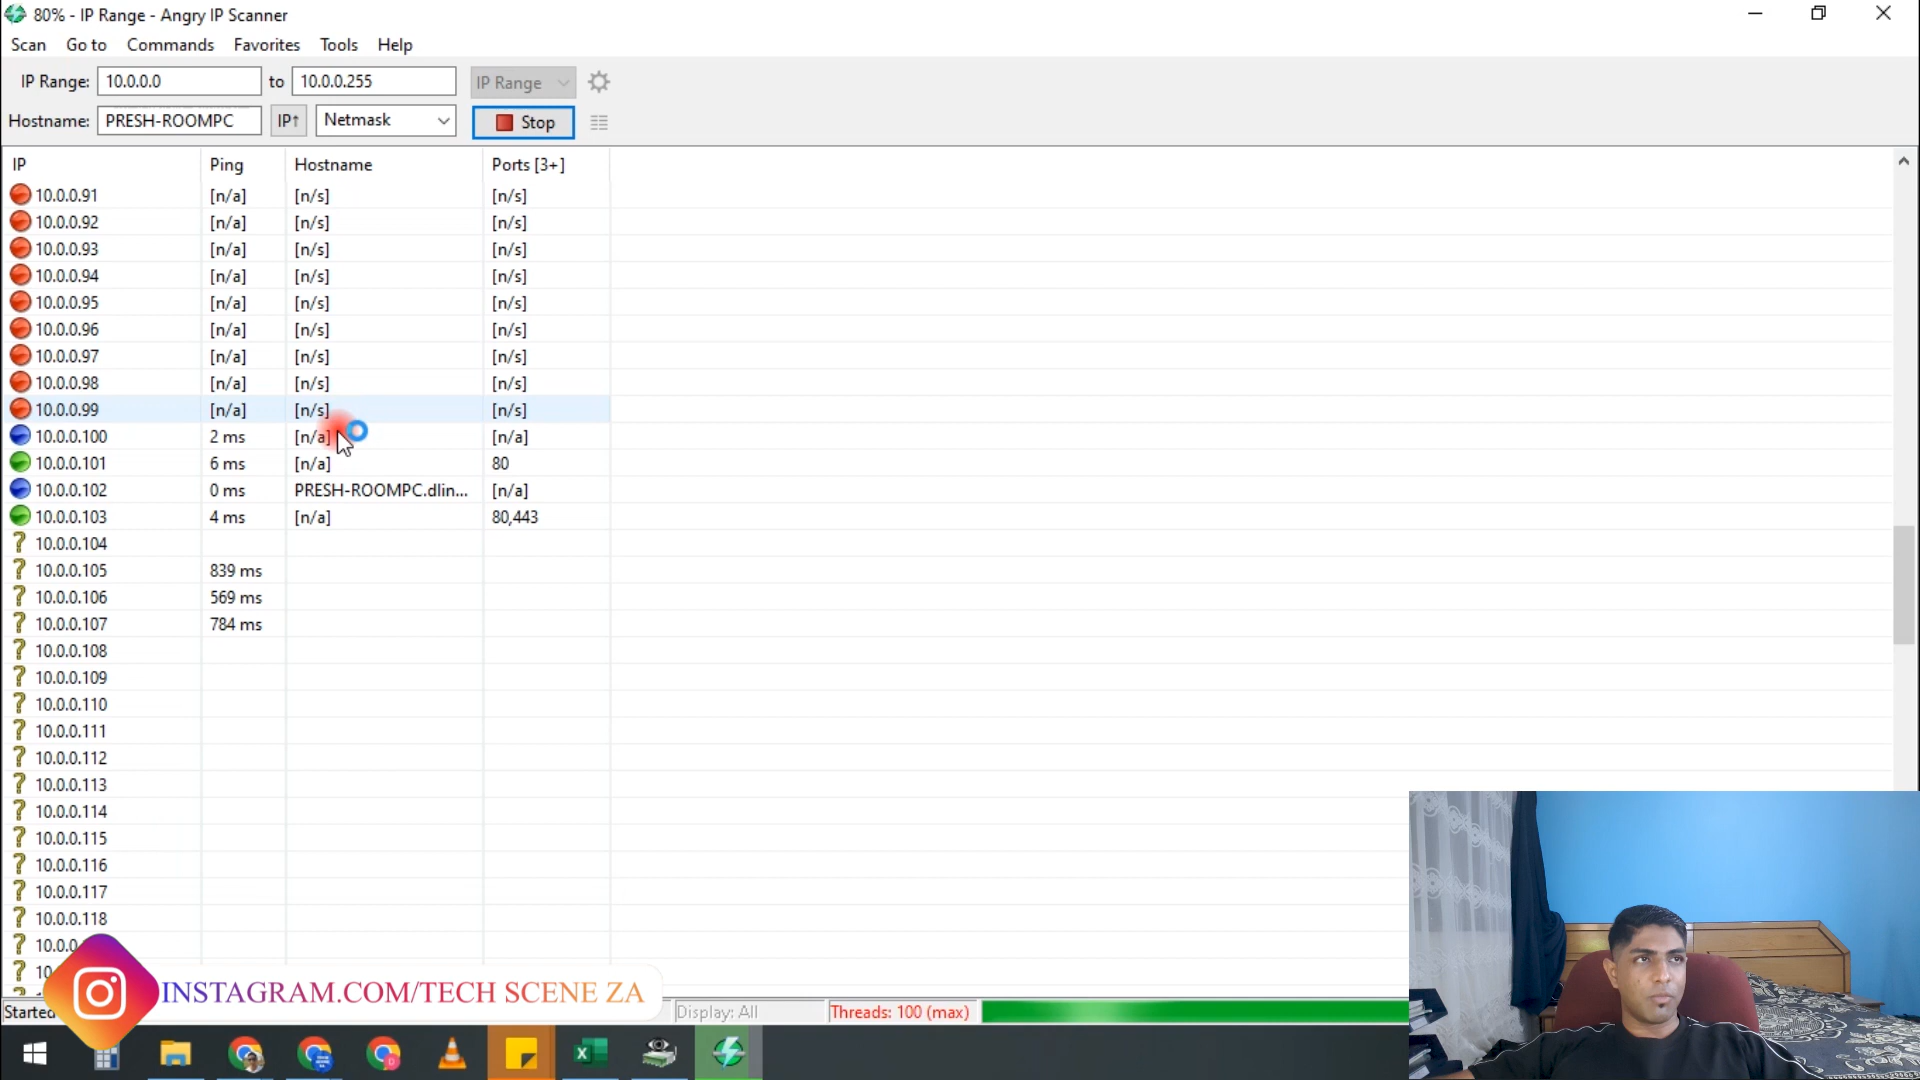 80% - IP Range - Angry IP Scanner
Scan Go to Commands Favorites Tools Help
IP Range: 10.0.0.0 to 10.0.0.255 IP Range
Hostname: PRESH-ROOMPC IP↑ Netmask Stop
IP Ping Hostname Ports [3+]
10.0.0.91 [n/a] [n/s] [n/s]
10.0.0.92 [n/a] [n/s] [n/s]
10.0.0.93 [n/a] [n/s] [n/s]
10.0.0.94 [n/a] [n/s] [n/s]
10.0.0.95 [n/a] [n/s] [n/s]
10.0.0.96 [n/a] [n/s] [n/s]
10.0.0.97 [n/a] [n/s] [n/s]
10.0.0.98 [n/a] [n/s] [n/s]
10.0.0.99 [n/a] [n/s] [n/s]
10.0.0.100 2 ms [n/a] [n/a]
10.0.0.101 6 ms [n/a] 80
10.0.0.102 0 ms PRESH-ROOMPC.dlin... [n/a]
10.0.0.103 4 ms [n/a] 80,443
10.0.0.104
10.0.0.105 839 ms
10.0.0.106 569 ms
10.0.0.107 784 ms
10.0.0.108
10.0.0.109
10.0.0.110
10.0.0.111
10.0.0.112
10.0.0.113
10.0.0.114
10.0.0.115
10.0.0.116
10.0.0.117
10.0.0.118
INSTAGRAM.COM/TECH SCENE ZA
Started Display: All Threads: 100 (max)